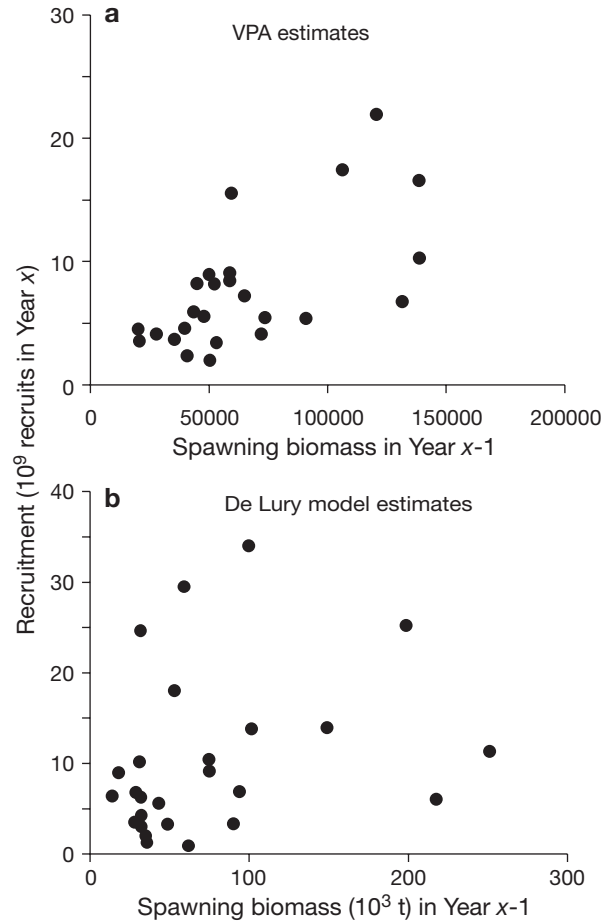 a
VPA estimates
30
20
10
0
0 50000 100000 150000 200000
Spawning biomass in Year x-1
Recruitment (10⁹ recruits in Year x)
b
De Lury model estimates
40
30
20
10
0
0 100 200 300
Spawning biomass (10³ t) in Year x-1